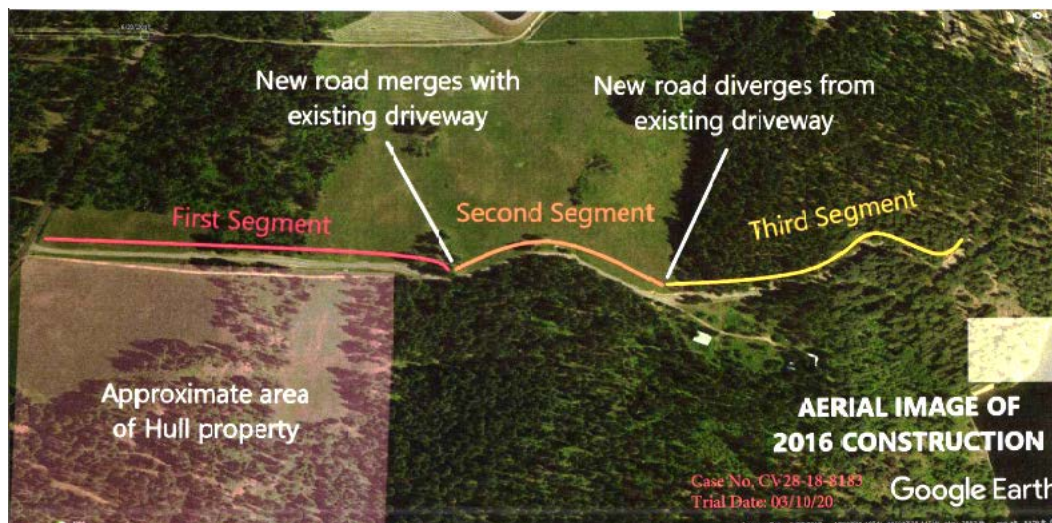 New road merges with
existing driveway
New road diverges from
existing driveway
First Segment
Second Segment
Third Segment
Approximate area
of Hull property
AERIAL IMAGE OF
2016 CONSTRUCTION
Case No. CV28-18-8183
Trial Date: 03/10/20
Google Earth